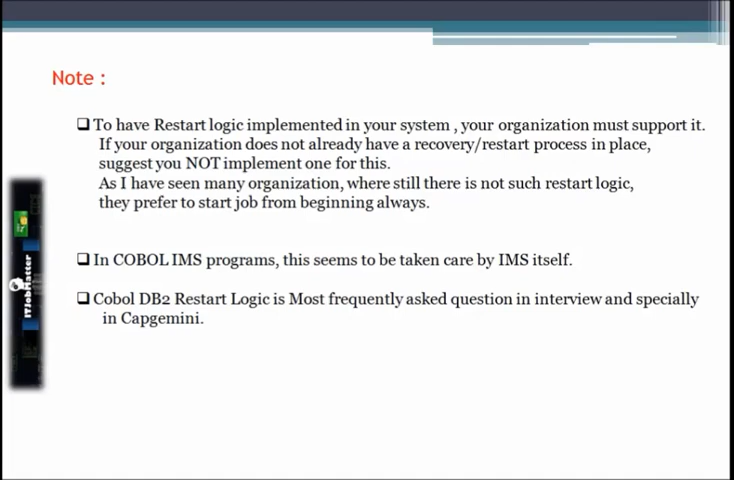 Note :
❑ To have Restart logic implemented in your system , your organization must support it.
If your organization does not already have a recovery/restart process in place,
suggest you NOT implement one for this.
As I have seen many organization, where still there is not such restart logic,
they prefer to start job from beginning always.
❑ In COBOL IMS programs, this seems to be taken care by IMS itself.
❑ Cobol DB2 Restart Logic is Most frequently asked question in interview and specially
in Capgemini.
ITJobMatter